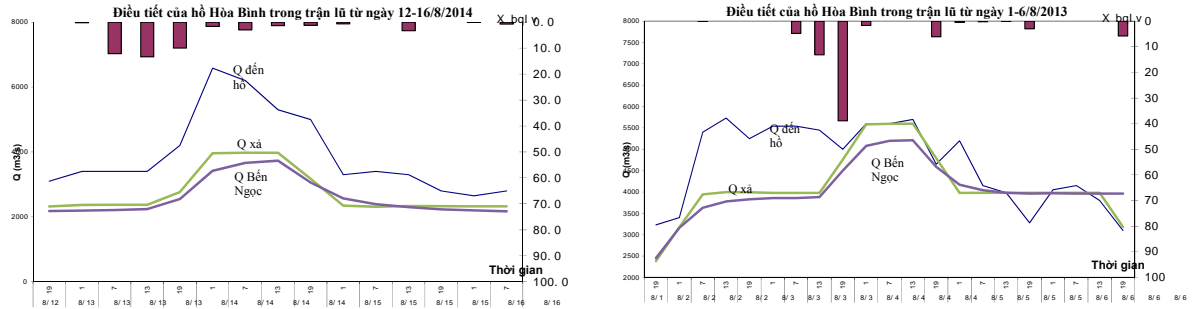 Điều tiết của hồ Hòa Bình trong trận lũ từ ngày 12-16/8/2014
X bql v
8000
6000
4000
2000
0
Q (m3/s)
0. 0
10. 0
20. 0
30. 0
40. 0
50. 0
60. 0
70. 0
80. 0
90. 0
100. 0
Q đến
hồ
Q xả
Q Bến
Ngọc
Thời gian
19 1 7 13 19 1 7 13 19 1 7 13 19 1 7
8/ 12 8/ 13 8/ 13 8/ 13 8/ 13 8/ 14 8/ 14 8/ 14 8/ 14 8/ 15 8/ 15 8/ 15 8/ 15 8/ 16 8/ 16
Điều tiết của hồ Hòa Bình trong trận lũ từ ngày 1-6/8/2013
X bql v
8000
7500
7000
6500
6000
5500
5000
4500
4000
3500
3000
2500
2000
Q (m3/s)
0
10
20
30
40
50
60
70
80
90
100
Q đến
hồ
Q xả
Q Bến
Ngọc
Thời gian
19 1 7 13 19 1 7 13 19 1 7 13 19 1 7 13 19 1 7 13 19
8/ 1 8/ 2 8/ 2 8/ 2 8/ 2 8/ 3 8/ 3 8/ 3 8/ 3 8/ 4 8/ 4 8/ 4 8/ 4 8/ 5 8/ 5 8/ 5 8/ 5 8/ 6 8/ 6 8/ 6 8/ 6